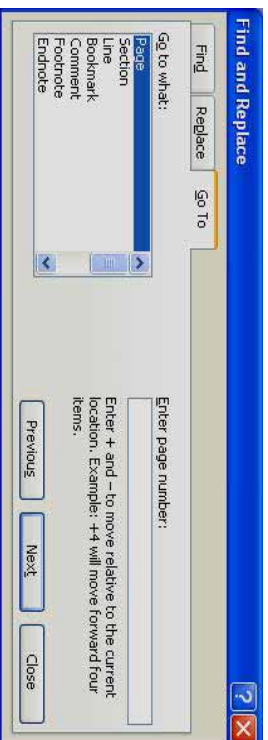 Find and Replace
Find Replace Go To
Go to what:
Page
Section
Line
Bookmark
Comment
Footnote
Endnote
Enter page number:
Enter + and – to move relative to the current
location. Example: +4 will move forward four
items.
Previous Next Close